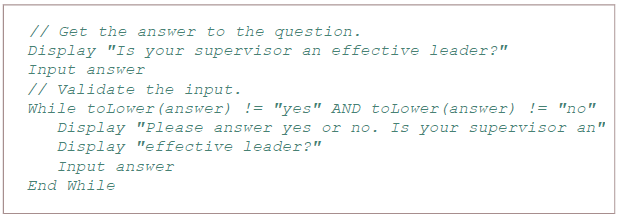 // Get the answer to the question.
Display "Is your supervisor an effective leader?"
Input answer
// Validate the input.
While toLower(answer) != "yes" AND toLower(answer) != "no"
   Display "Please answer yes or no. Is your supervisor an"
   Display "effective leader?"
   Input answer
End While